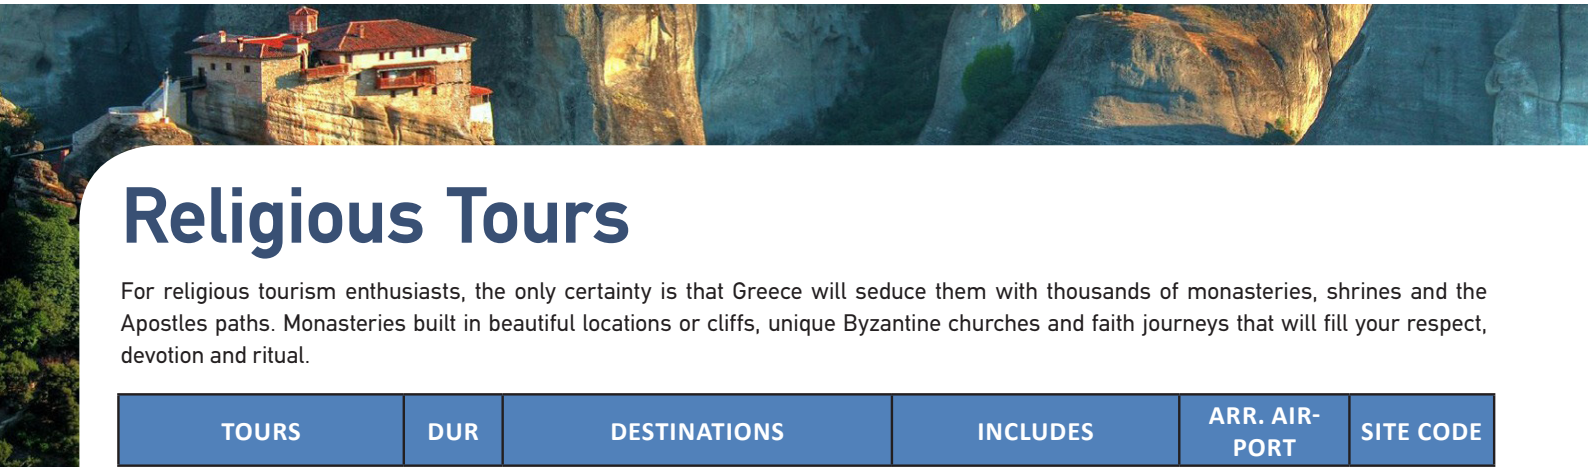 Religious Tours
For religious tourism enthusiasts, the only certainty is that Greece will seduce them with thousands of monasteries, shrines and the
Apostles paths. Monasteries built in beautiful locations or cliffs, unique Byzantine churches and faith journeys that will fill your respect,
devotion and ritual.
TOURS DUR DESTINATIONS INCLUDES ARR. AIR-
PORT SITE CODE